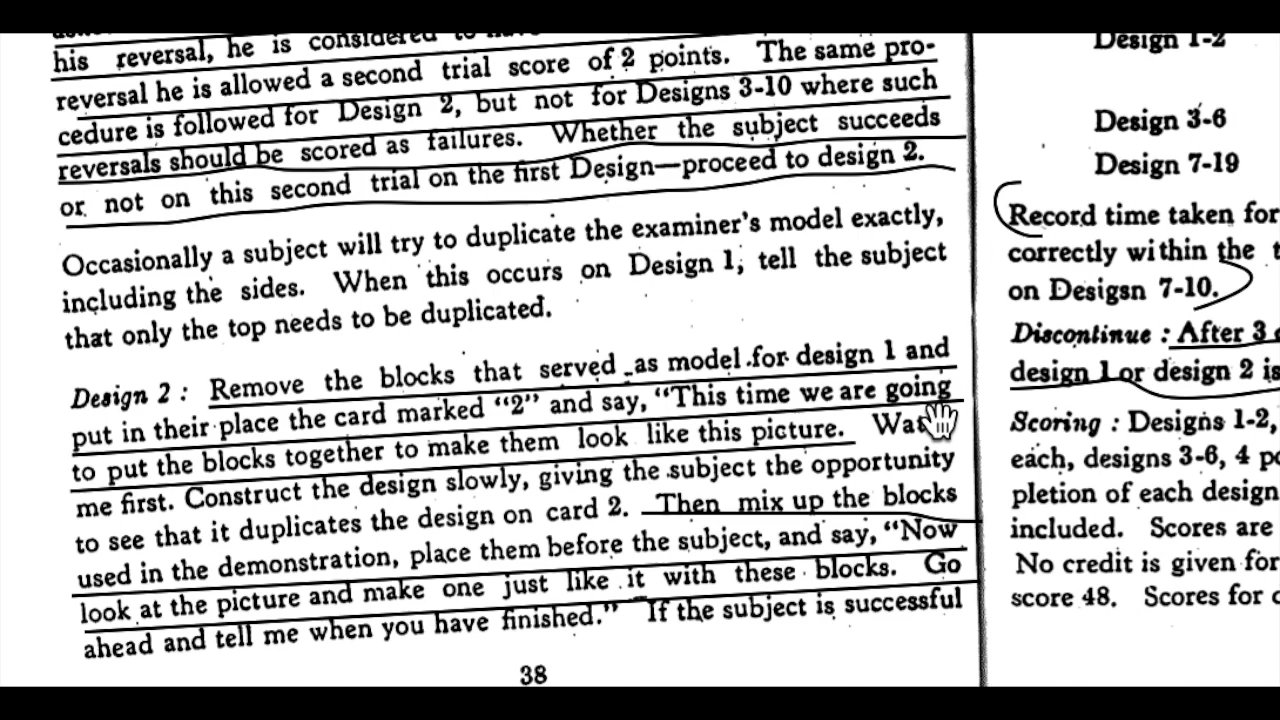 his reversal, he is considered to have
reversal he is allowed a second trial score of 2 points. The same pro-
cedure is followed for Design 2, but not for Designs 3-10 where such
reversals should be scored as failures. Whether the subject succeeds
or not on this second trial on the first Design—proceed to design 2.
Occasionally a subject will try to duplicate the examiner's model exactly,
including the sides. When this occurs on Design 1, tell the subject
that only the top needs to be duplicated.
Design 2 : Remove the blocks that served as model for design 1 and
put in their place the card marked "2" and say, "This time we are going
to put the blocks together to make them look like this picture.
me first. Construct the design slowly, giving the subject the opportunity
to see that it duplicates the design on card 2. Then mix up the blocks
used in the demonstration, place them before the subject, and say, "Now
look at the picture and make one just like it with these blocks. Go
ahead and tell me when you have finished." If the subject is successful
38
Design 1-2
Design 3-6
Design 7-19
Record time taken for
correctly within the
on Desigsn 7-10.
Discontinue : After 3
design 1 or design 2 is
Scoring : Designs 1-2,
each, designs 3-6, 4
pletion of each design
included. Scores are
No credit is given for
score 48. Scores for